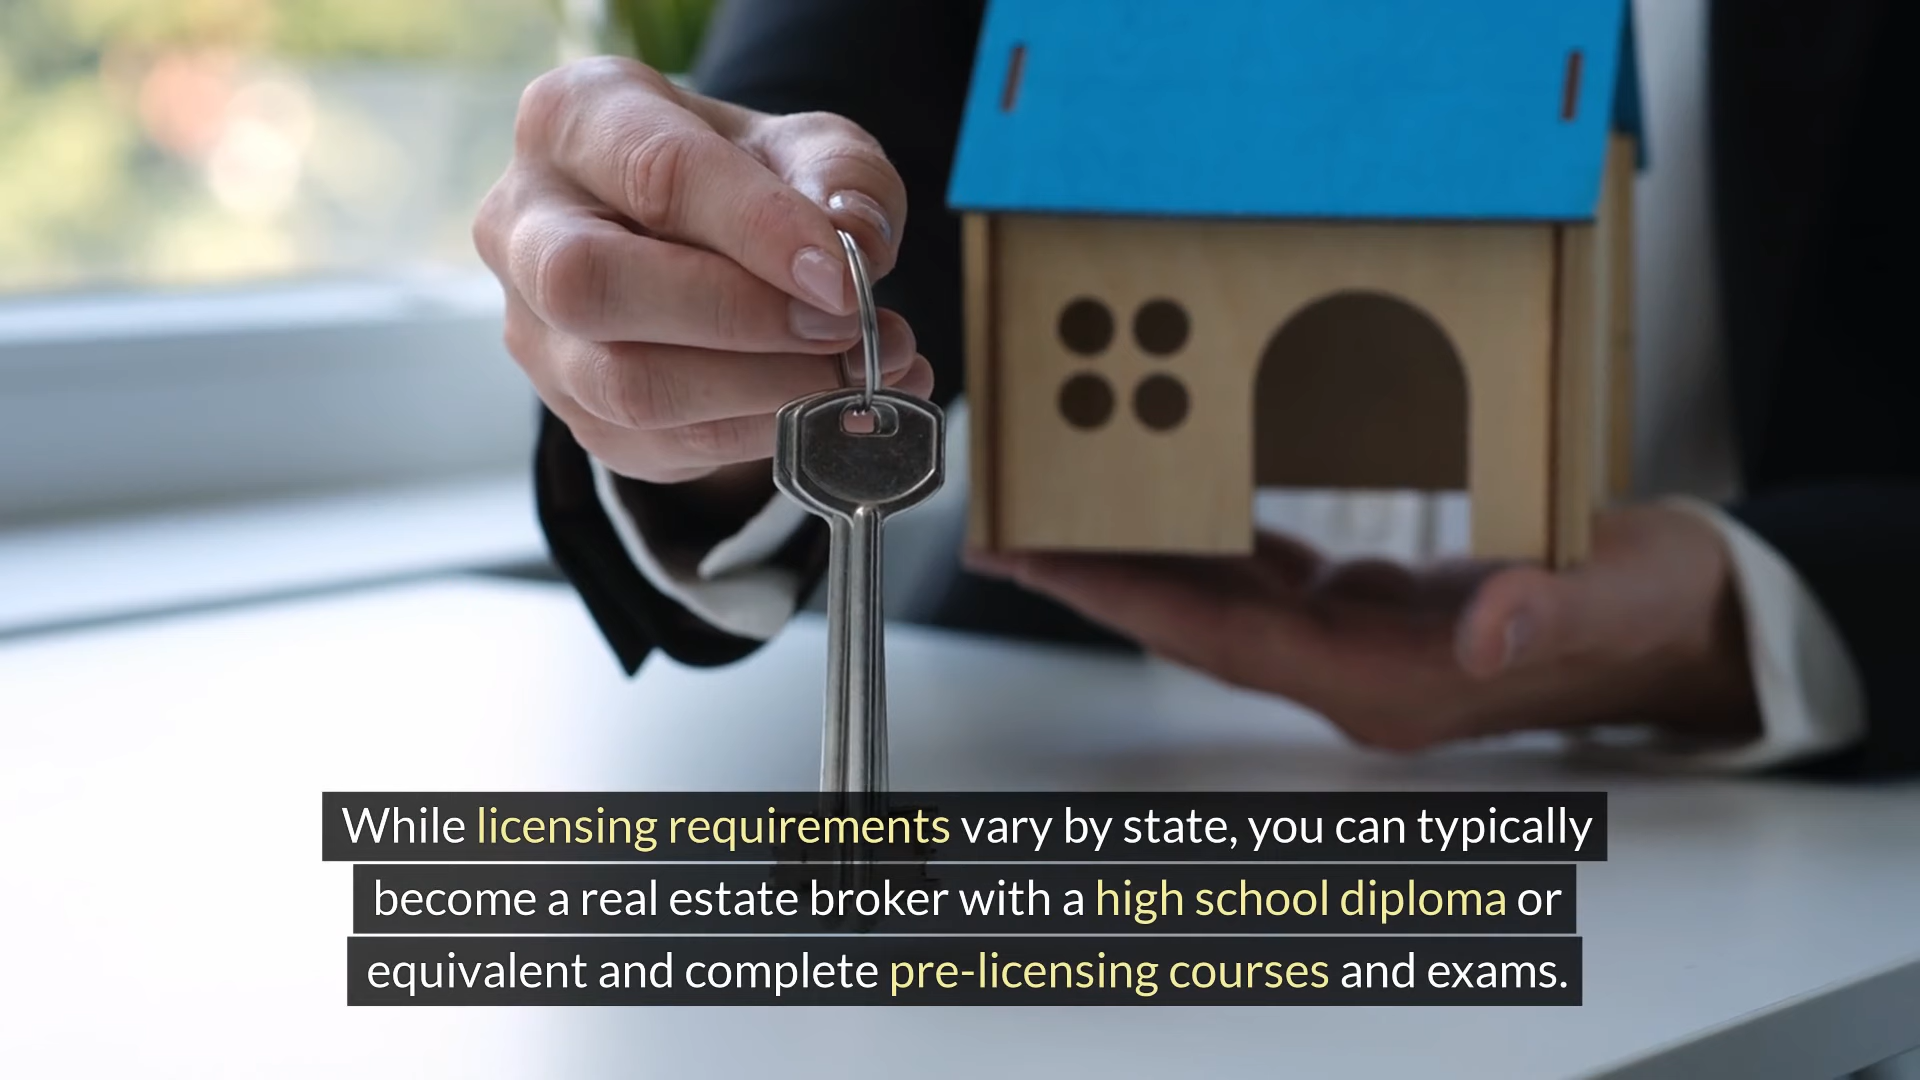 While licensing requirements vary by state, you can typically
become a real estate broker with a high school diploma or
equivalent and complete pre-licensing courses and exams.